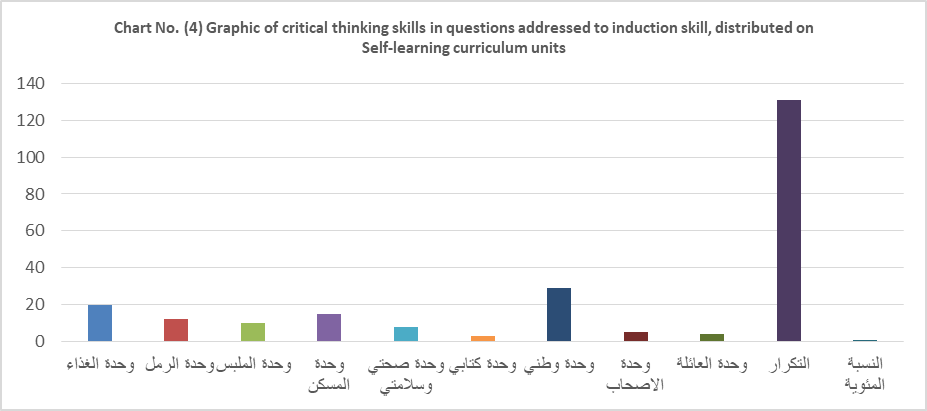 Chart No. (4) Graphic of critical thinking skills in questions addressed to induction skill, distributed on
Self-learning curriculum units
140
120
100
80
60
40
20
0
وحدة الغذاء
وحدة الرمل
وحدة الملبس
وحدة
المسكن
وحدة صحتي
وسلامتي
وحدة كتابي
وحدة وطني
وحدة
الاصحاب
وحدة العائلة
التكرار
النسبة
المئوية